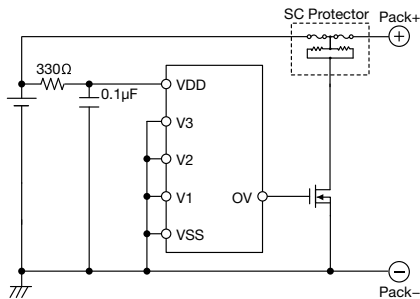 SC Protector
Pack+
330Ω
0.1μF
VDD
V3
V2
V1
OV
VSS
Pack−